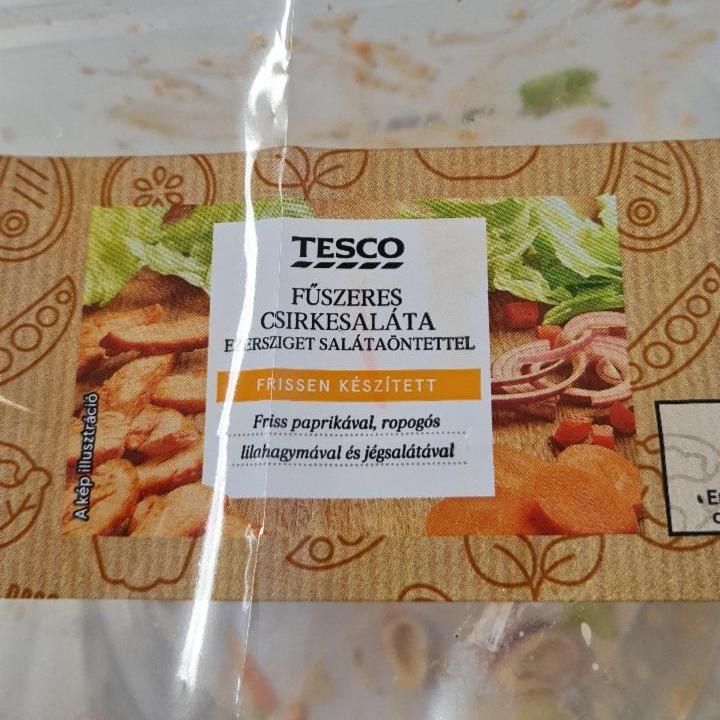 TESCO
FŰSZERES
CSIRKESALÁTA
EZERSZIGET SALÁTAÖNTETTEL
FRISSEN KÉSZÍTETT
Friss paprikával, ropogós
lilahagymával és jégsalátával
A kép illusztráció